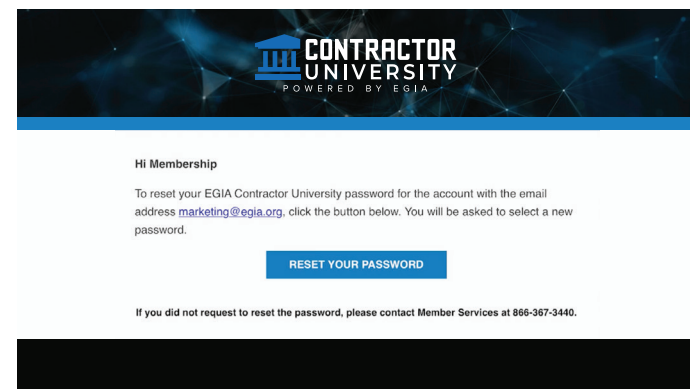 CONTRACTOR
UNIVERSITY
POWERED BY EGIA
Hi Membership
To reset your EGIA Contractor University password for the account with the email
address marketing@egia.org, click the button below. You will be asked to select a new
password.
RESET YOUR PASSWORD
If you did not request to reset the password, please contact Member Services at 866-367-3440.